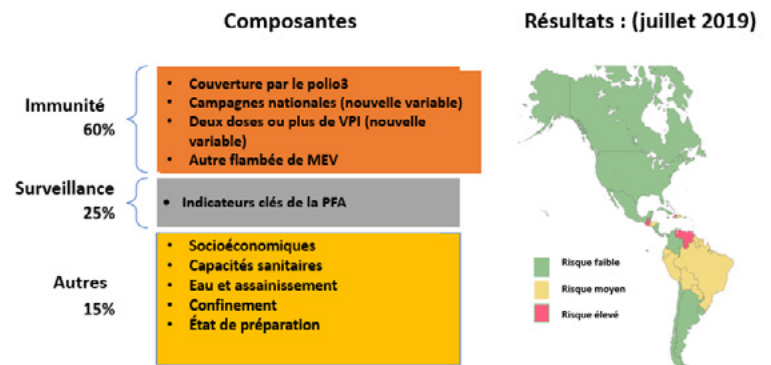 Composantes
Résultats : (juillet 2019)
Immunité
60%
• Couverture par le polio3
• Campagnes nationales (nouvelle variable)
• Deux doses ou plus de VPI (nouvelle
variable)
• Autre flambée de MEV
Surveillance
25%
• Indicateurs clés de la PFA
Autres
15%
• Socioéconomiques
• Capacités sanitaires
• Eau et assainissement
• Confinement
• État de préparation
Risque faible
Risque moyen
Risque élevé